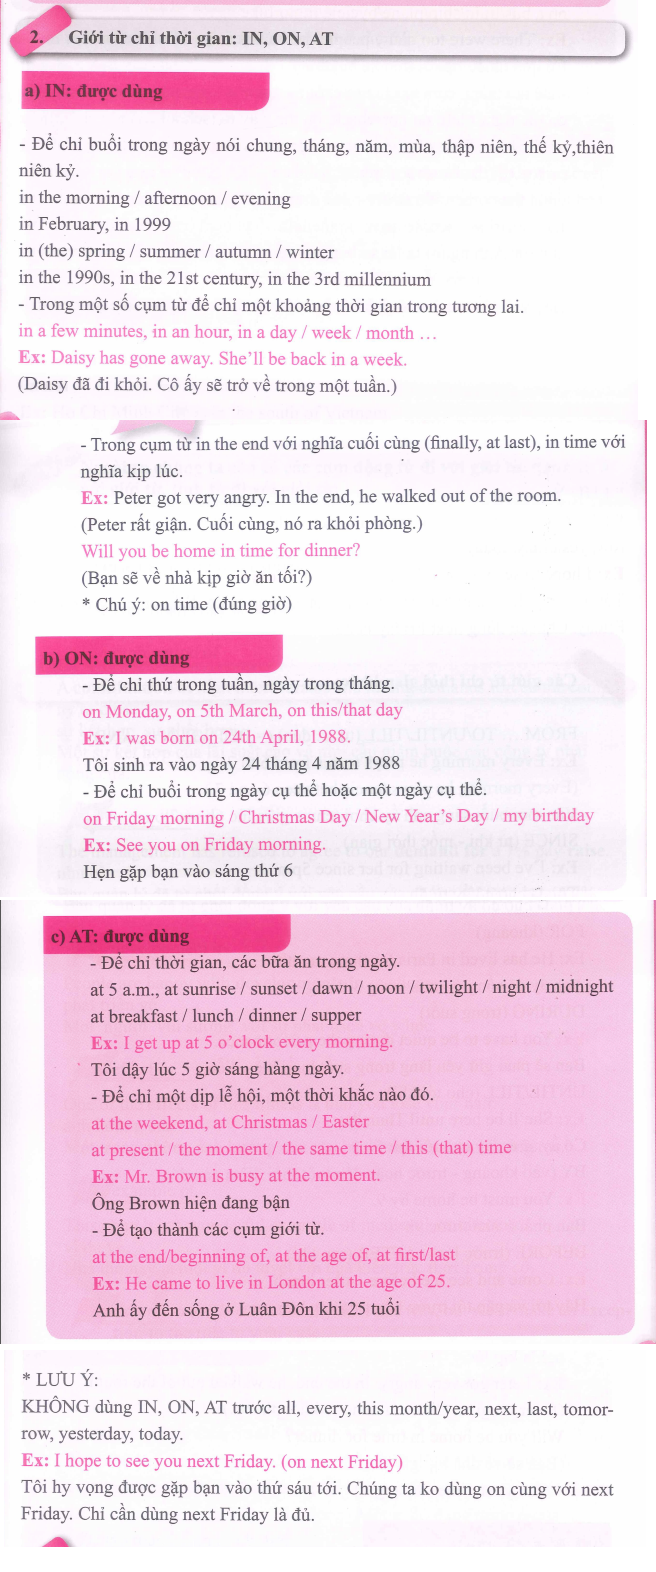 2. Giới từ chỉ thời gian: IN, ON, AT
a) IN: được dùng
- Để chỉ buổi trong ngày nói chung, tháng, năm, mùa, thập niên, thế kỷ,thiên
niên kỷ.
in the morning / afternoon / evening
in February, in 1999
in (the) spring / summer / autumn / winter
in the 1990s, in the 21st century, in the 3rd millennium
- Trong một số cụm từ để chỉ một khoảng thời gian trong tương lai.
in a few minutes, in an hour, in a day / week / month …
Ex: Daisy has gone away. She’ll be back in a week.
(Daisy đã đi khỏi. Cô ấy sẽ trở về trong một tuần.)
- Trong cụm từ in the end với nghĩa cuối cùng (finally, at last), in time với
nghĩa kịp lúc.
Ex: Peter got very angry. In the end, he walked out of the room.
(Peter rất giận. Cuối cùng, nó ra khỏi phòng.)
Will you be home in time for dinner?
(Bạn sẽ về nhà kịp giờ ăn tối?)
* Chú ý: on time (đúng giờ)
b) ON: được dùng
- Để chỉ thứ trong tuần, ngày trong tháng.
on Monday, on 5th March, on this/that day
Ex: I was born on 24th April, 1988.
Tôi sinh ra vào ngày 24 tháng 4 năm 1988
- Để chỉ buổi trong ngày cụ thể hoặc một ngày cụ thể.
on Friday morning / Christmas Day / New Year’s Day / my birthday
Ex: See you on Friday morning.
Hẹn gặp bạn vào sáng thứ 6
c) AT: được dùng
- Để chỉ thời gian, các bữa ăn trong ngày.
at 5 a.m., at sunrise / sunset / dawn / noon / twilight / night / midnight
at breakfast / lunch / dinner / supper
Ex: I get up at 5 o’clock every morning.
Tôi dậy lúc 5 giờ sáng hàng ngày.
- Để chỉ một dịp lễ hội, một thời khắc nào đó.
at the weekend, at Christmas / Easter
at present / the moment / the same time / this (that) time
Ex: Mr. Brown is busy at the moment.
Ông Brown hiện đang bận
- Để tạo thành các cụm giới từ.
at the end/beginning of, at the age of, at first/last
Ex: He came to live in London at the age of 25.
Anh ấy đến sống ở Luân Đôn khi 25 tuổi
* LƯU Ý:
KHÔNG dùng IN, ON, AT trước all, every, this month/year, next, last, tomor-
row, yesterday, today.
Ex: I hope to see you next Friday. (on next Friday)
Tôi hy vọng được gặp bạn vào thứ sáu tới. Chúng ta ko dùng on cùng với next
Friday. Chỉ cần dùng next Friday là đủ.